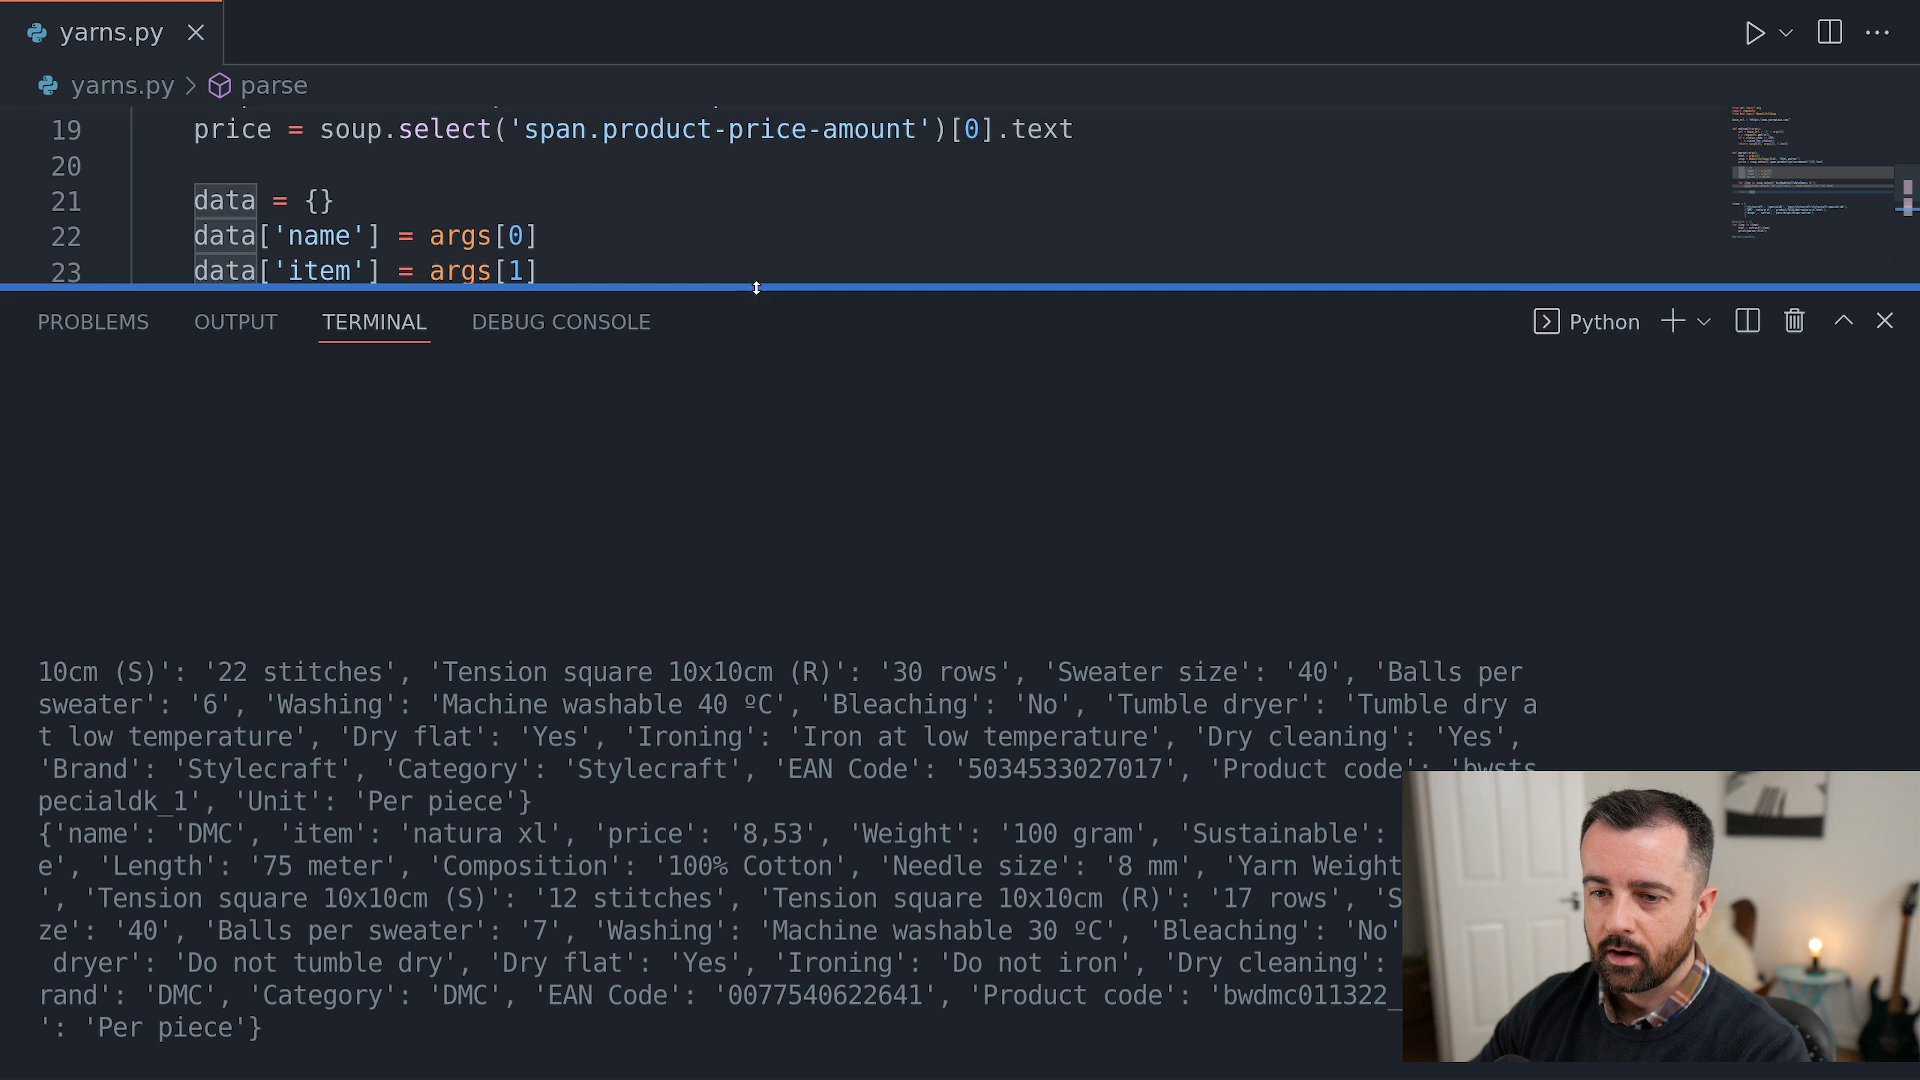 yarns.py
yarns.py > parse
19 price = soup.select('span.product-price-amount')[0].text
20
21 data = {}
22 data['name'] = args[0]
23 data['item'] = args[1]
PROBLEMS OUTPUT TERMINAL DEBUG CONSOLE Python
10cm (S)': '22 stitches', 'Tension square 10x10cm (R)': '30 rows', 'Sweater size': '40', 'Balls per
sweater': '6', 'Washing': 'Machine washable 40 ºC', 'Bleaching': 'No', 'Tumble dryer': 'Tumble dry a
t low temperature', 'Dry flat': 'Yes', 'Ironing': 'Iron at low temperature', 'Dry cleaning': 'Yes',
'Brand': 'Stylecraft', 'Category': 'Stylecraft', 'EAN Code': '5034533027017', 'Product code': 'bwsts
pecialdk_1', 'Unit': 'Per piece'}
{'name': 'DMC', 'item': 'natura xl', 'price': '8,53', 'Weight': '100 gram', 'Sustainable':
e', 'Length': '75 meter', 'Composition': '100% Cotton', 'Needle size': '8 mm', 'Yarn Weight
', 'Tension square 10x10cm (S)': '12 stitches', 'Tension square 10x10cm (R)': '17 rows', 'S
ze': '40', 'Balls per sweater': '7', 'Washing': 'Machine washable 30 ºC', 'Bleaching': 'No'
dryer': 'Do not tumble dry', 'Dry flat': 'Yes', 'Ironing': 'Do not iron', 'Dry cleaning':
rand': 'DMC', 'Category': 'DMC', 'EAN Code': '0077540622641', 'Product code': 'bwdmc011322_
': 'Per piece'}